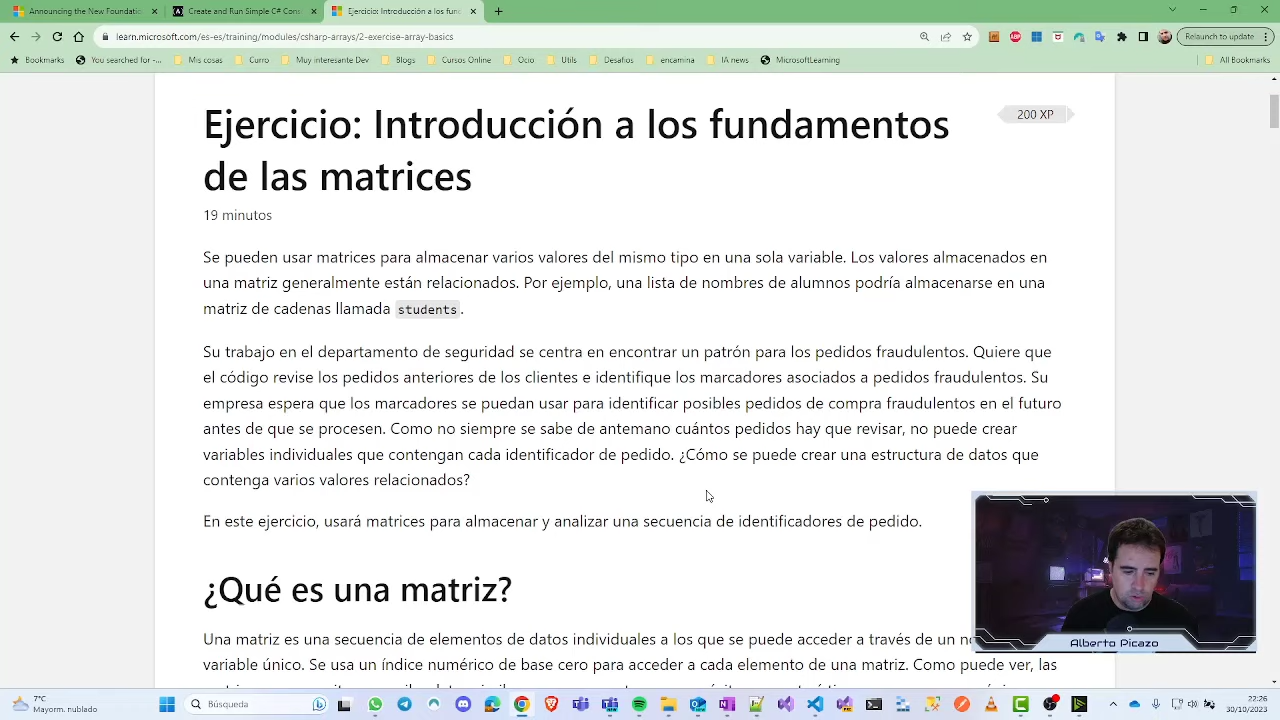 Announcing the New Foundatic
Create and Run Simple C# Cons
Ejercicio: Introducción a los func
learn.microsoft.com/es-es/training/modules/csharp-arrays/2-exercise-array-basics
Relaunch to update
Bookmarks
You searched for -...
Mis cosas
Curro
Muy interesante Dev
Blogs
Cursos Online
Ocio
Utils
Desafios
encamina
IA news
MicrosoftLearning
All Bookmarks
Ejercicio: Introducción a los fundamentos
de las matrices
200 XP
19 minutos
Se pueden usar matrices para almacenar varios valores del mismo tipo en una sola variable. Los valores almacenados en
una matriz generalmente están relacionados. Por ejemplo, una lista de nombres de alumnos podría almacenarse en una
matriz de cadenas llamada students.
Su trabajo en el departamento de seguridad se centra en encontrar un patrón para los pedidos fraudulentos. Quiere que
el código revise los pedidos anteriores de los clientes e identifique los marcadores asociados a pedidos fraudulentos. Su
empresa espera que los marcadores se puedan usar para identificar posibles pedidos de compra fraudulentos en el futuro
antes de que se procesen. Como no siempre se sabe de antemano cuántos pedidos hay que revisar, no puede crear
variables individuales que contengan cada identificador de pedido. ¿Cómo se puede crear una estructura de datos que
contenga varios valores relacionados?
En este ejercicio, usará matrices para almacenar y analizar una secuencia de identificadores de pedido.
¿Qué es una matriz?
Una matriz es una secuencia de elementos de datos individuales a los que se puede acceder a través de un no
variable único. Se usa un índice numérico de base cero para acceder a cada elemento de una matriz. Como puede ver, las
Alberto Picazo
7°C
Mayorm. nublado
Búsqueda
22:26
30/10/2023